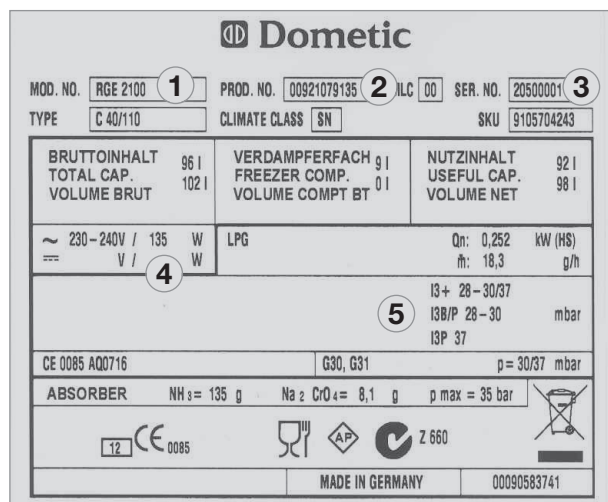 Dometic
MOD. NO. RGE 2100 1 PROD. NO. 00921079135 2 MLC 00 SER. NO. 20500001 3
TYPE C 40/110 CLIMATE CLASS SN SKU 9105704243
BRUTTOINHALT 96 l VERDAMPFERFACH 9 l NUTZINHALT 92 l
TOTAL CAP. 102 l FREEZER COMP. 0 l USEFUL CAP. 98 l
VOLUME BRUT VOLUME COMPT BT VOLUME NET
~ 230-240V / 135 W LPG Qn: 0,252 kW (HS)
V / W 4 m: 18,3 g/h
I3+ 28-30/37
5 I3B/P 28-30 mbar
I3P 37
CE 0085 AQ0716 G30, G31 p= 30/37 mbar
ABSORBER NH3= 135 g Na2 CrO4= 8,1 g p max = 35 bar
12 CE 0085 AP Z 660
MADE IN GERMANY 00090583741